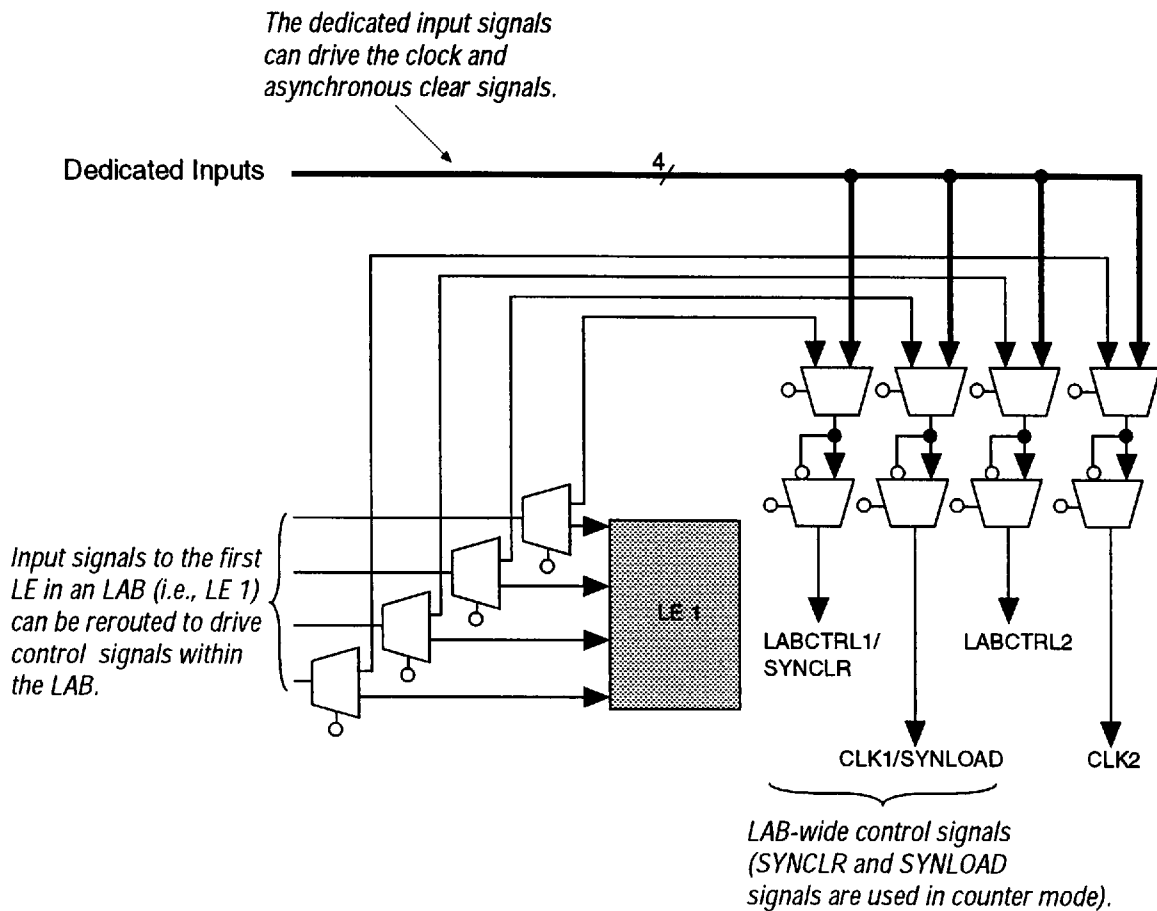 The dedicated input signals
can drive the clock and
asynchronous clear signals.
4
Dedicated Inputs
Input signals to the first
LE in an LAB (i.e., LE 1)
can be rerouted to drive
control signals within
the LAB.
LE 1
LABCTRL1/
SYNCLR
LABCTRL2
CLK1/SYNLOAD
CLK2
LAB-wide control signals
(SYNCLR and SYNLOAD
signals are used in counter mode).